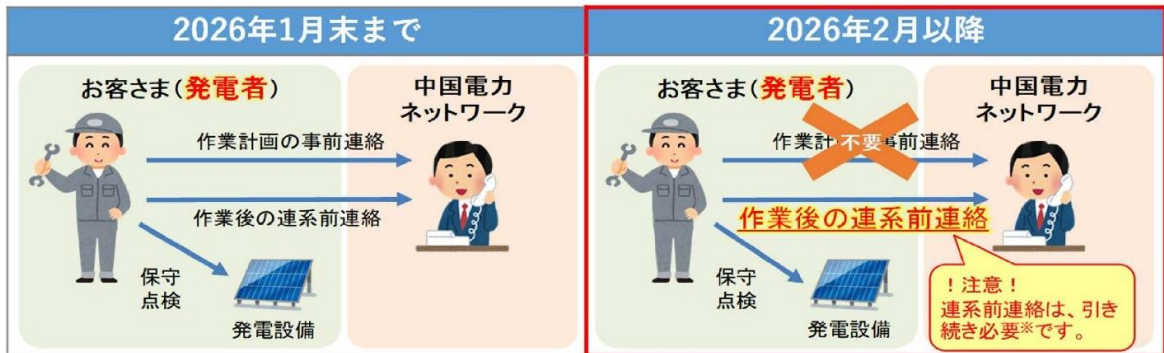 2026年1月末まで
お客さま(発電者)
中国電力
ネットワーク
作業計画の事前連絡
作業後の連系前連絡
保守
点検
発電設備
2026年2月以降
お客さま(発電者)
中国電力
ネットワーク
作業計 不要 事前連絡
作業後の連系前連絡
保守
点検
発電設備
!注意!
連系前連絡は、引き
続き必要※です。